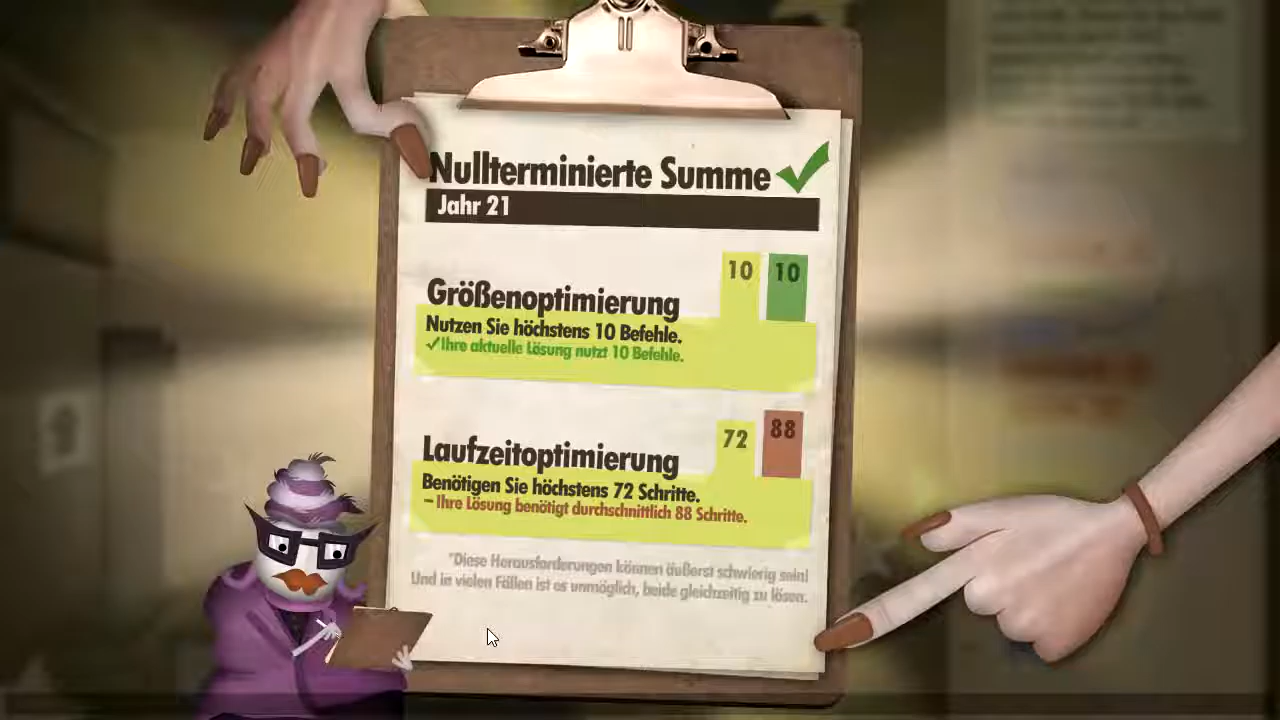 Nullterminierte Summe
Jahr 21
10 10
Größenoptimierung
Nutzen Sie höchstens 10 Befehle.
✓Ihre aktuelle Lösung nutzt 10 Befehle.
72 88
Laufzeitoptimierung
Benötigen Sie höchstens 72 Schritte.
– Ihre Lösung benötigt durchschnittlich 88 Schritte.
*Diese Herausforderungen können äußerst schwierig sein!
Und in vielen Fällen ist es unmöglich, beide gleichzeitig zu lösen.